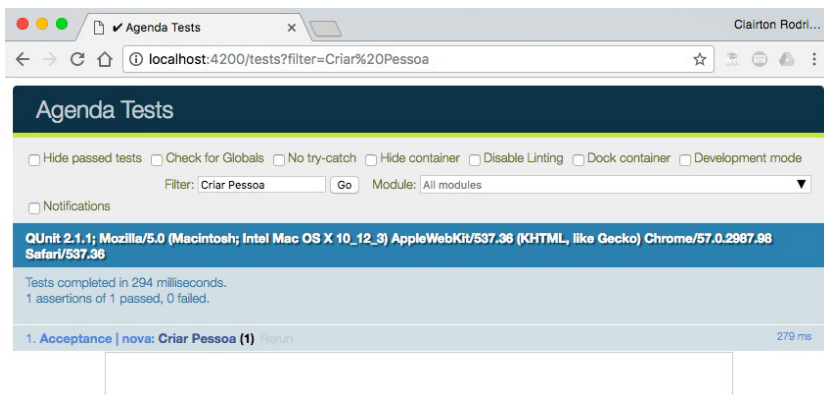 ✔ Agenda Tests
Clairton Rodri...
localhost:4200/tests?filter=Criar%20Pessoa
Agenda Tests
Hide passed tests Check for Globals No try-catch Hide container Disable Linting Dock container Development mode
Filter: Criar Pessoa Go Module: All modules
Notifications
QUnit 2.1.1; Mozilla/5.0 (Macintosh; Intel Mac OS X 10_12_3) AppleWebKit/537.36 (KHTML, like Gecko) Chrome/57.0.2987.98
Safari/537.36
Tests completed in 294 milliseconds.
1 assertions of 1 passed, 0 failed.
1. Acceptance | nova: Criar Pessoa (1) Rerun 279 ms